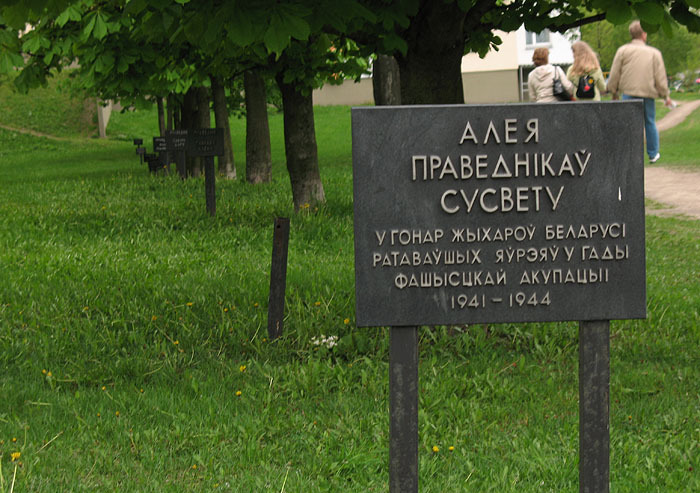 АЛЕЯ
ПРАВЕДНІКАЎ
СУСВЕТУ
У ГОНАР ЖЫХАРОЎ БЕЛАРУСІ
РАТАВАЎШЫХ ЯЎРЭЯЎ У ГАДЫ
ФАШЫСЦКАЙ АКУПАЦЫІ
1941 – 1944